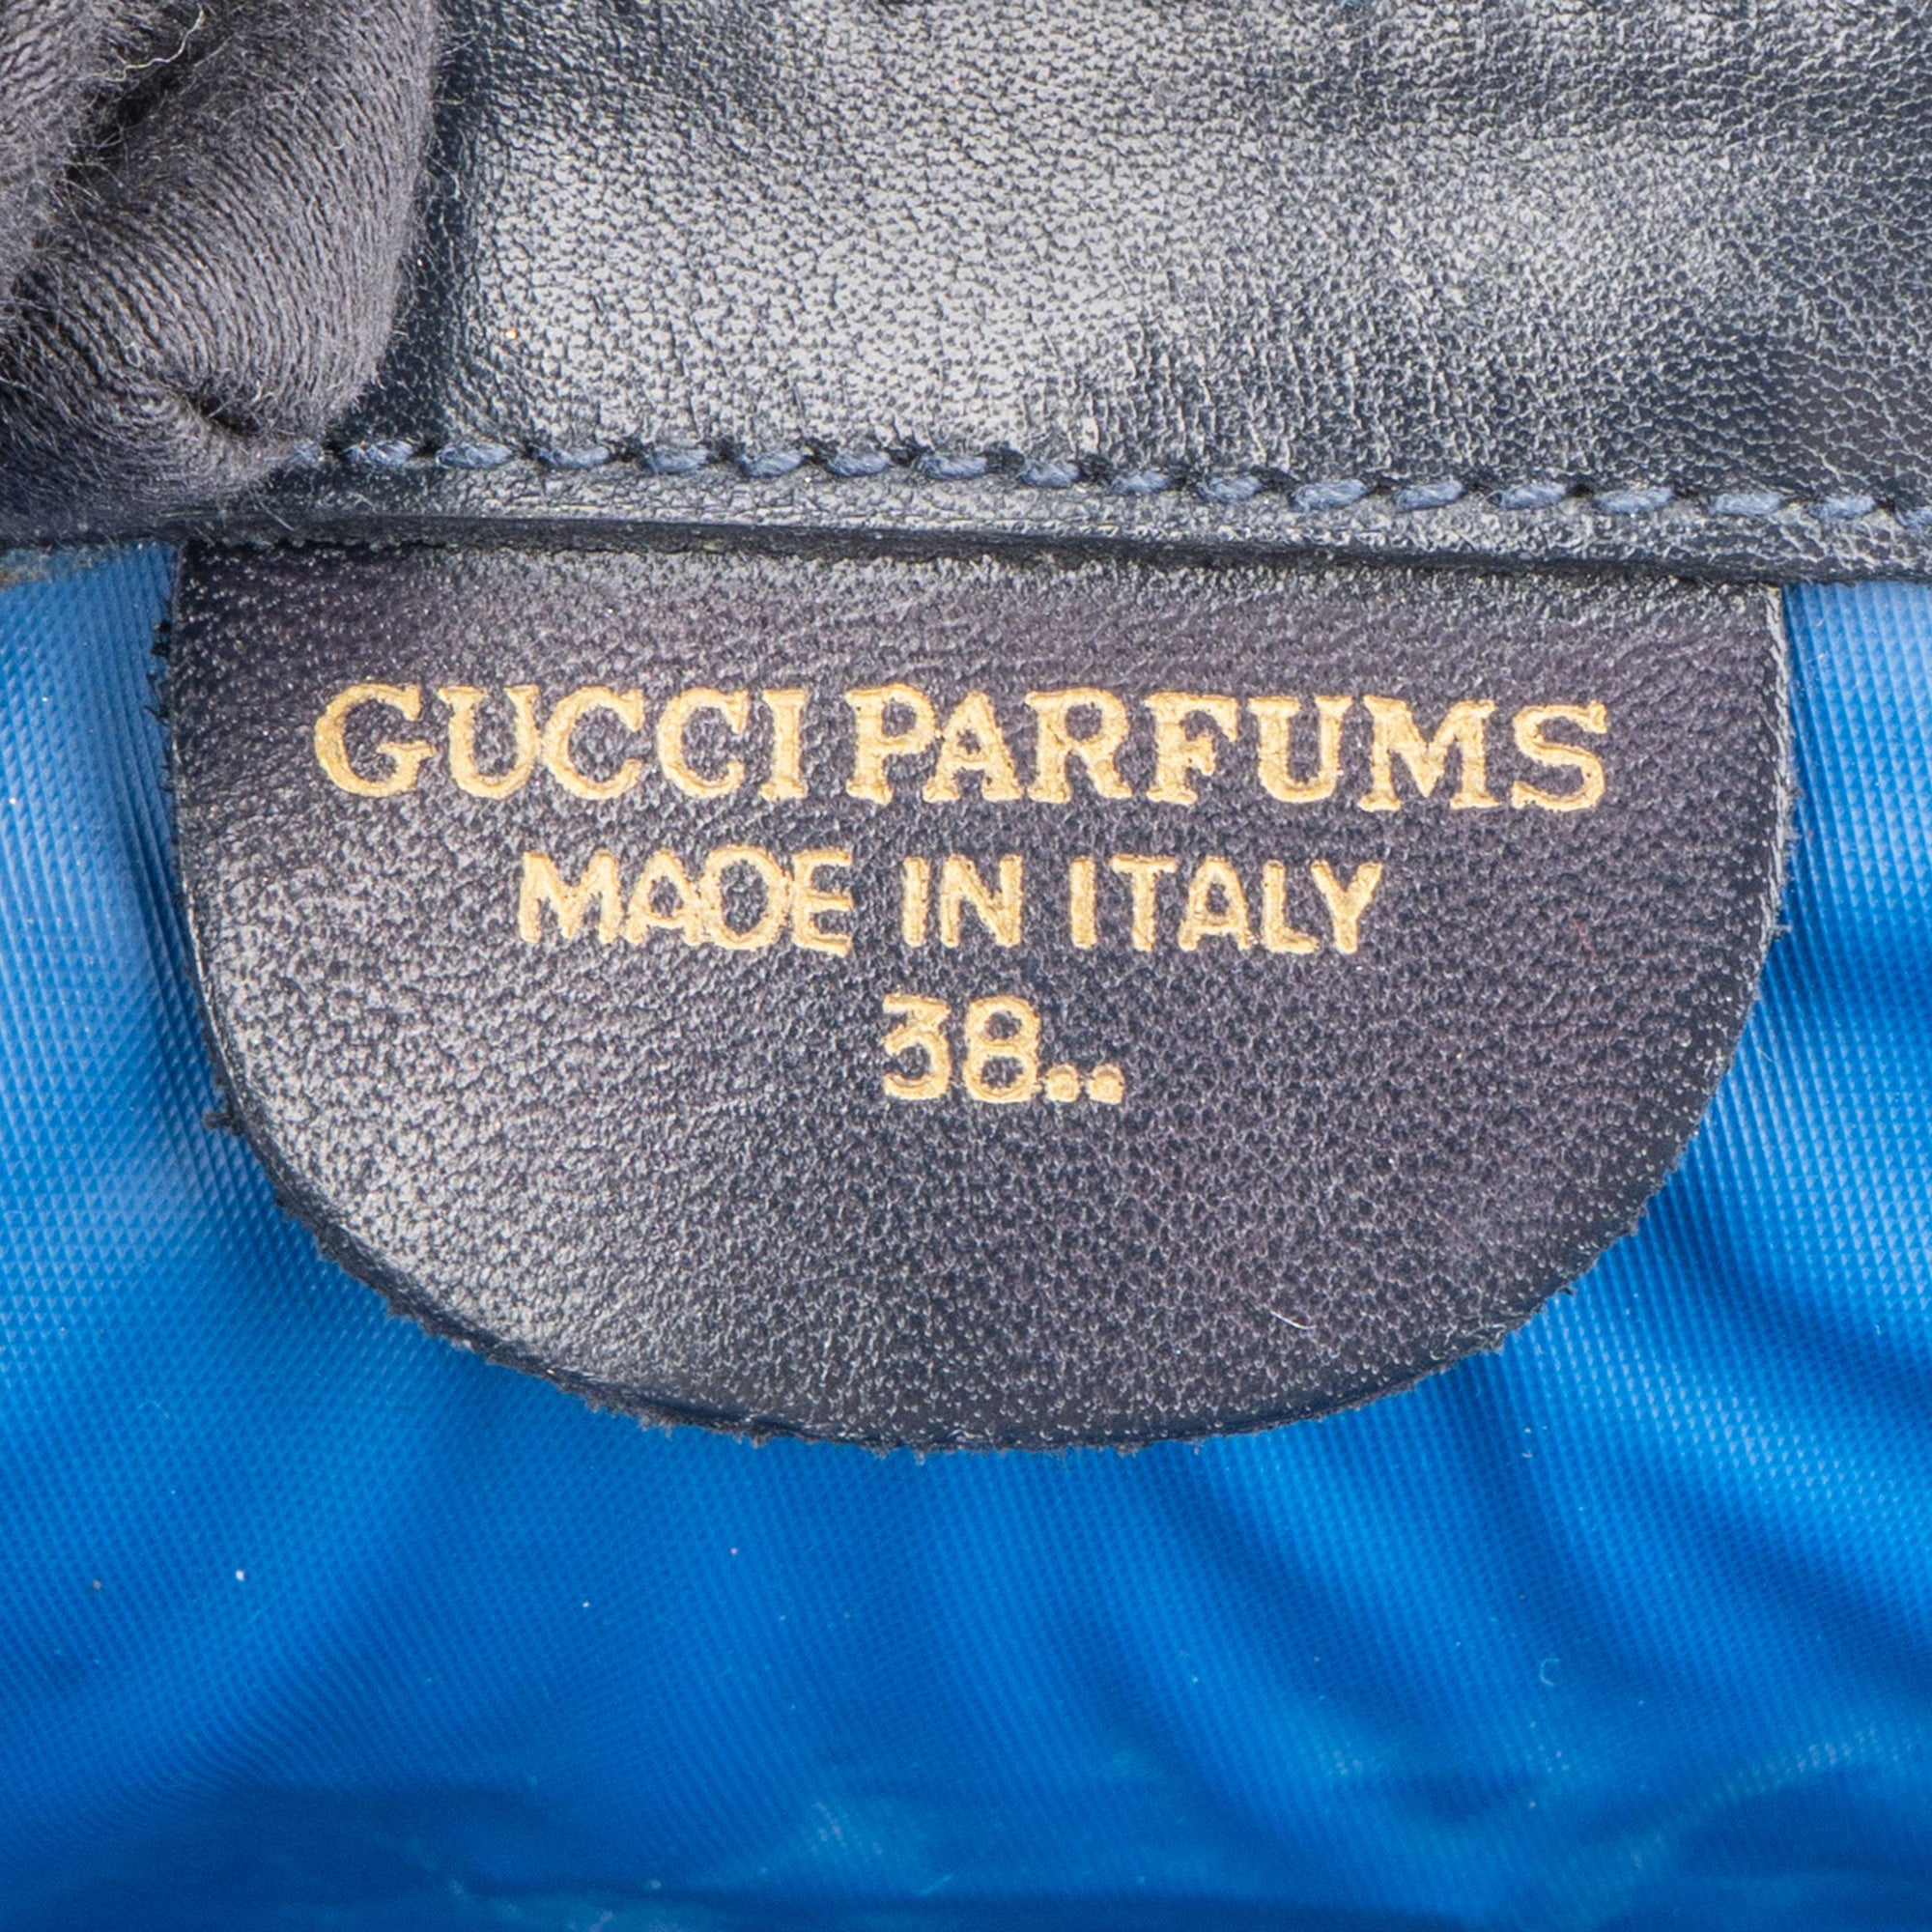 GUCCI PARFUMS
MADE IN ITALY
38..